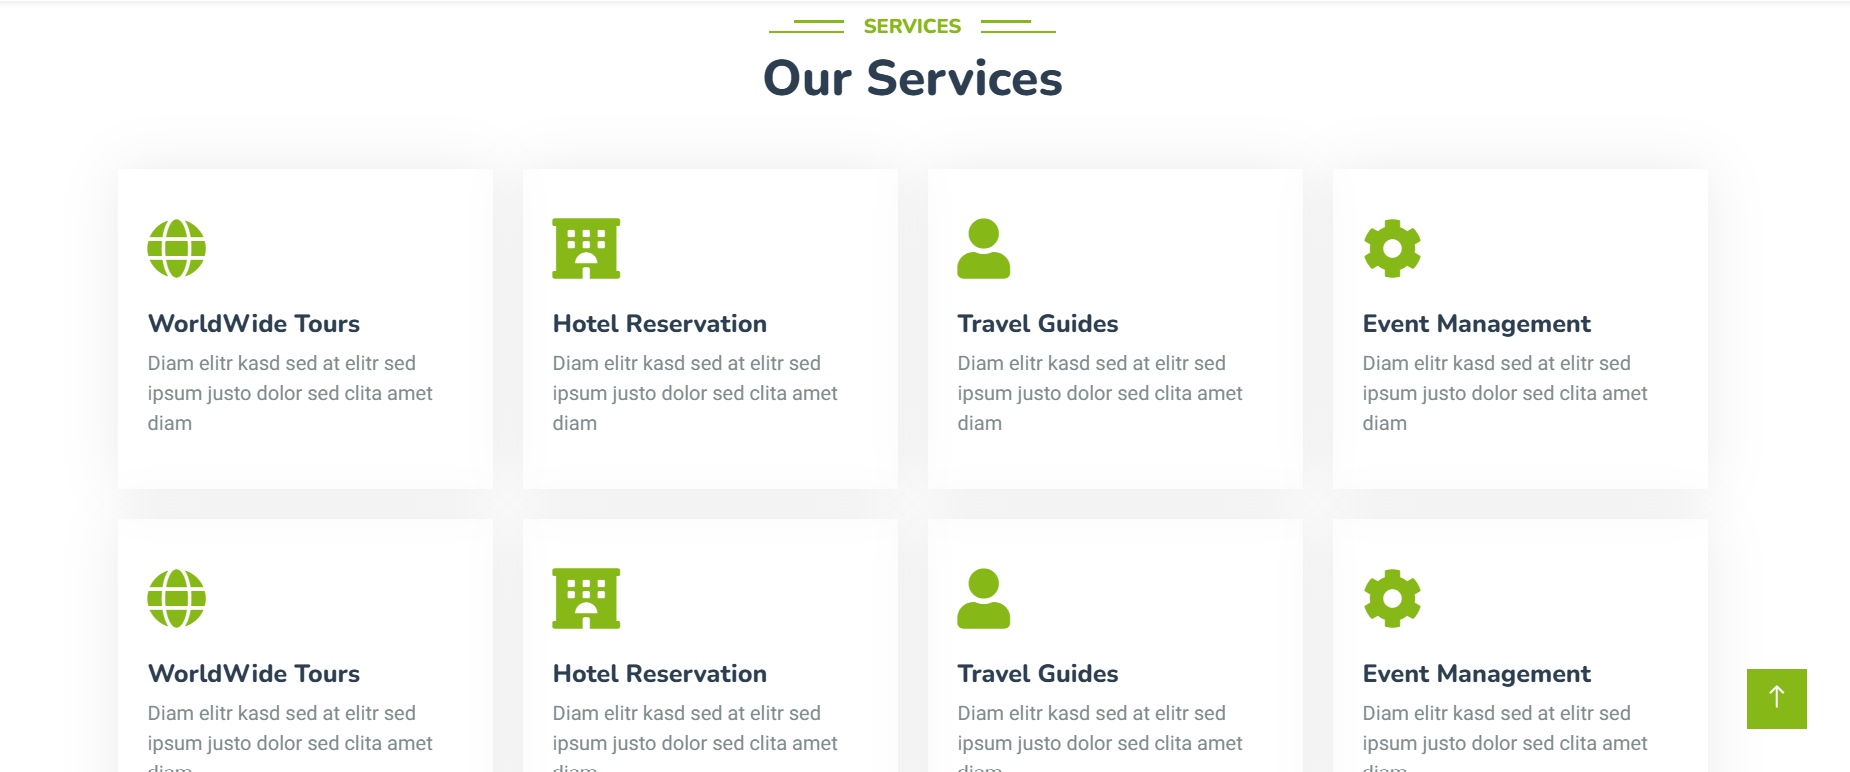 SERVICES
Our Services
WorldWide Tours
Diam elitr kasd sed at elitr sed
ipsum justo dolor sed clita amet
diam
Hotel Reservation
Diam elitr kasd sed at elitr sed
ipsum justo dolor sed clita amet
diam
Travel Guides
Diam elitr kasd sed at elitr sed
ipsum justo dolor sed clita amet
diam
Event Management
Diam elitr kasd sed at elitr sed
ipsum justo dolor sed clita amet
diam
WorldWide Tours
Diam elitr kasd sed at elitr sed
ipsum justo dolor sed clita amet
diam
Hotel Reservation
Diam elitr kasd sed at elitr sed
ipsum justo dolor sed clita amet
diam
Travel Guides
Diam elitr kasd sed at elitr sed
ipsum justo dolor sed clita amet
diam
Event Management
Diam elitr kasd sed at elitr sed
ipsum justo dolor sed clita amet
diam